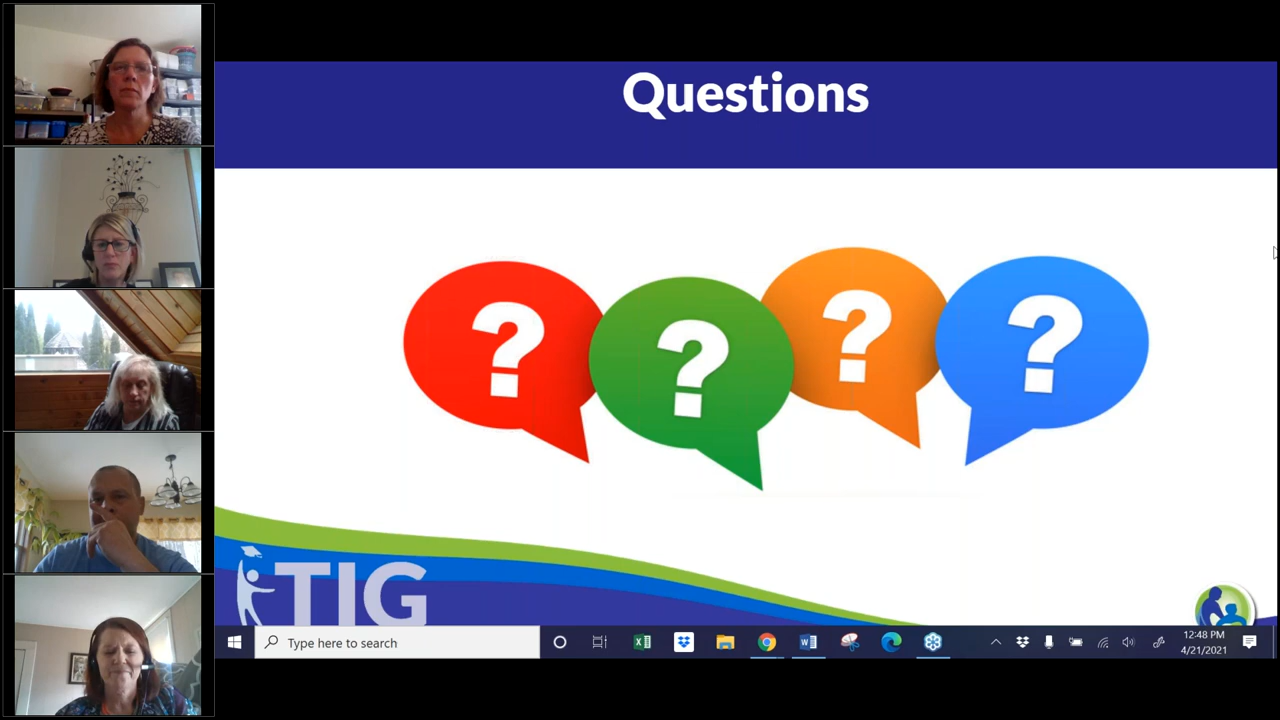 Questions
? ? ? ?
TIG
Type here to search
12:48 PM
4/21/2021